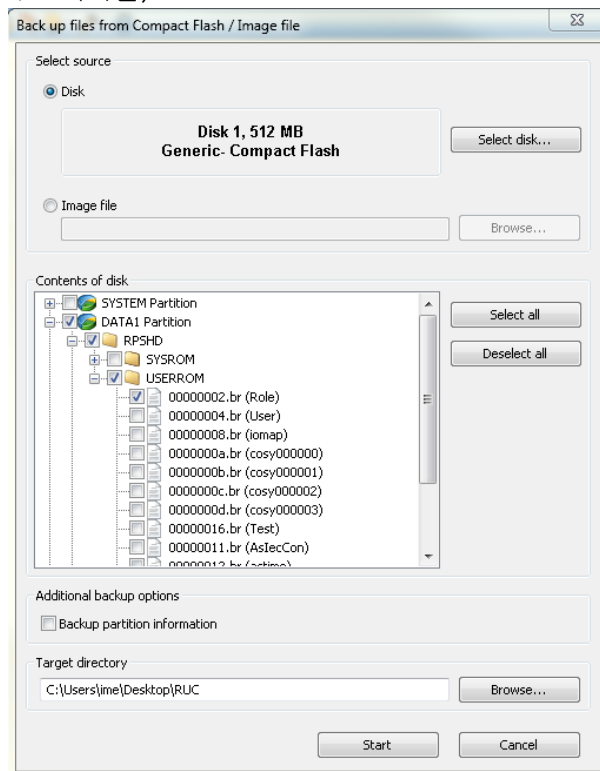 Back up files from Compact Flash / Image file
Select source
Disk
Disk 1, 512 MB
Generic- Compact Flash
Select disk...
Image file
Browse...
Contents of disk
SYSTEM Partition
DATA1 Partition
RPSHD
SYSROM
USERROM
00000002.br (Role)
00000004.br (User)
00000008.br (iomap)
0000000a.br (cosy000000)
0000000b.br (cosy000001)
0000000c.br (cosy000002)
0000000d.br (cosy000003)
00000016.br (Test)
00000011.br (AsIecCon)
00000012.br (astime)
Select all
Deselect all
Additional backup options
Backup partition information
Target directory
C:\Users\ime\Desktop\RUC
Browse...
Start
Cancel